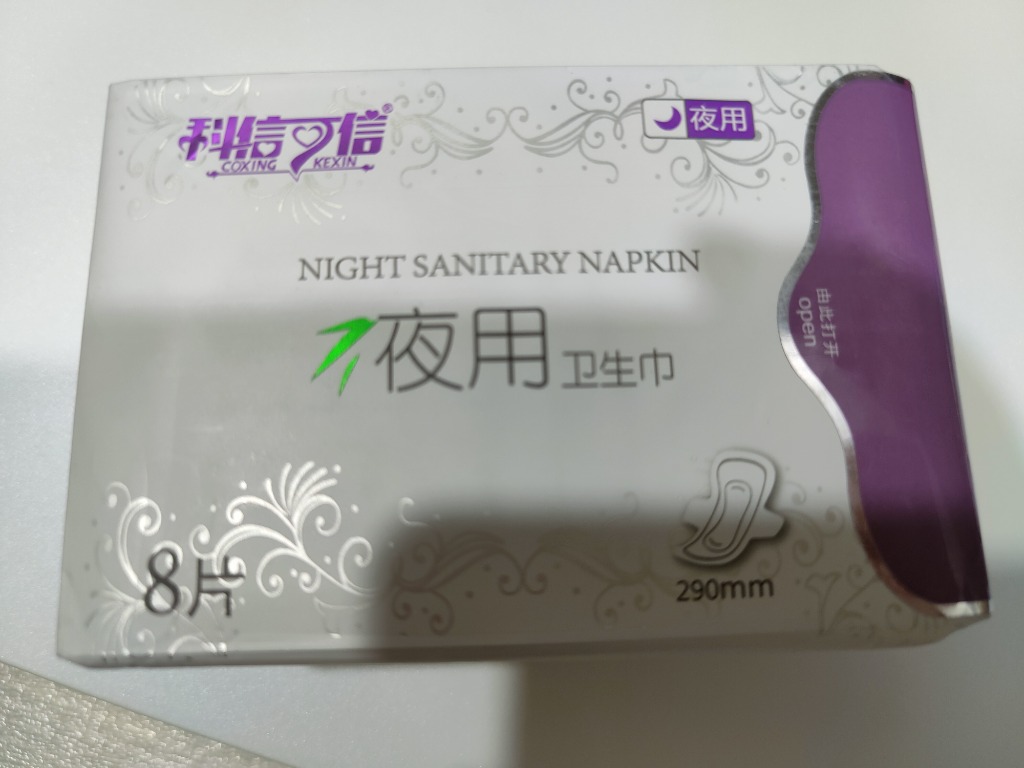 科信可信®
COXING KEXIN
夜用
NIGHT SANITARY NAPKIN
夜用卫生巾
由此打开
open
8片
290mm